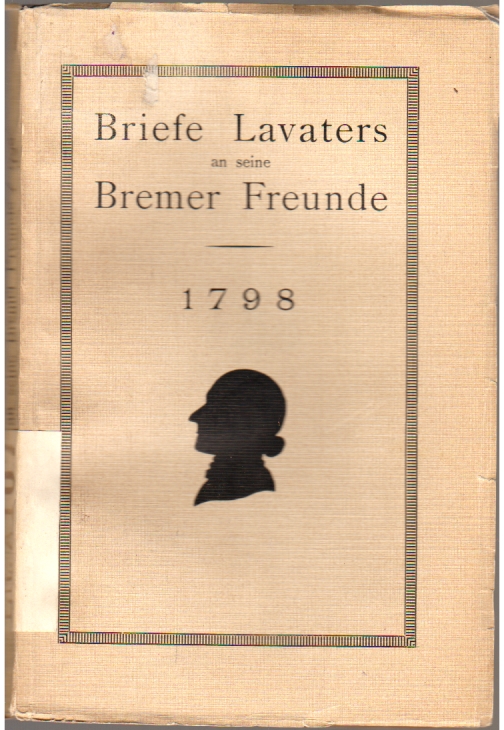 Briefe Lavaters
an seine
Bremer Freunde
1798